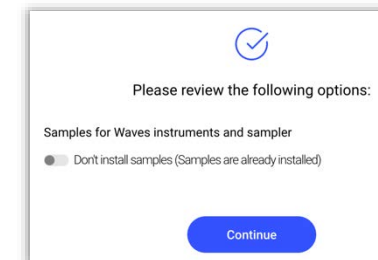 Please review the following options:
Samples for Waves instruments and sampler
Don't install samples (Samples are already installed)
Continue